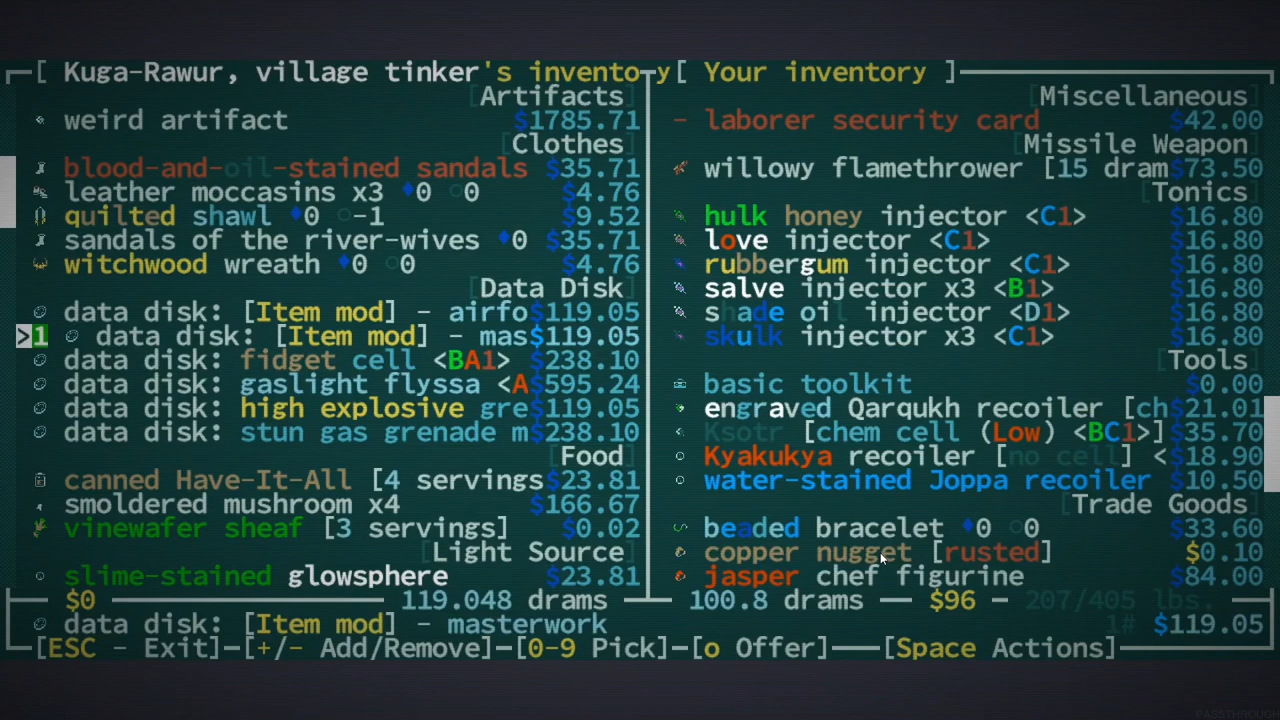 [ Kuga-Rawur, village tinker's invento y[ Your inventory ]
[Artifacts]
weird artifact $1785.71
[Clothes]
blood-and-oil-stained sandals $35.71
leather moccasins x3 ♦0 ○0 $4.76
quilted shawl ♦0 ○-1 $9.52
sandals of the river-wives ♦0 $35.71
witchwood wreath ♦0 ○0 $4.76
[Data Disk]
data disk: [Item mod] - airfo$119.05
>1 data disk: [Item mod] - mas$119.05
data disk: fidget cell <BA1> $238.10
data disk: gaslight flyssa <A$595.24
data disk: high explosive gre$119.05
data disk: stun gas grenade m$238.10
[Food]
canned Have-It-All [4 servings$23.81
smoldered mushroom x4 $166.67
vinewafer sheaf [3 servings] $0.02
[Light Source]
slime-stained glowsphere $23.81
[Miscellaneous]
- laborer security card $42.00
[Missile Weapon]
willowy flamethrower [15 dram$73.50
[Tonics]
hulk honey injector <C1> $16.80
love injector <C1> $16.80
rubbergum injector <C1> $16.80
salve injector x3 <B1> $16.80
shade oil injector <D1> $16.80
skulk injector x3 <C1> $16.80
[Tools]
basic toolkit $0.00
engraved Qarqukh recoiler [ch$21.01
Ksotr [chem cell (Low) <BC1>]$35.70
Kyakukya recoiler [no cell] <$18.90
water-stained Joppa recoiler $10.50
[Trade Goods]
beaded bracelet ♦0 ○0 $33.60
copper nugget [rusted] $0.10
jasper chef figurine $84.00
$0 119.048 drams 100.8 drams $96 207/405 lbs.
data disk: [Item mod] - masterwork 1# $119.05
[ESC - Exit] [+/- Add/Remove] [0-9 Pick] [o Offer] [Space Actions]